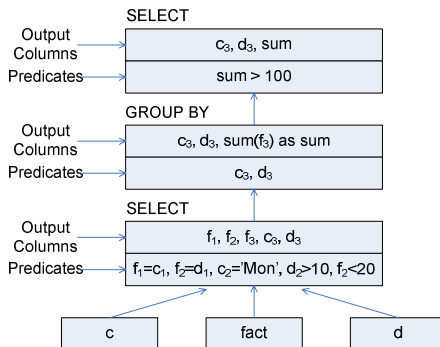 SELECT
Output Columns
c₃, d₃, sum
Predicates
sum > 100
GROUP BY
Output Columns
c₃, d₃, sum(f₃) as sum
Predicates
c₃, d₃
SELECT
Output Columns
f₁, f₂, f₃, c₃, d₃
Predicates
f₁=c₁, f₂=d₁, c₂='Mon', d₂>10, f₂<20
c
fact
d